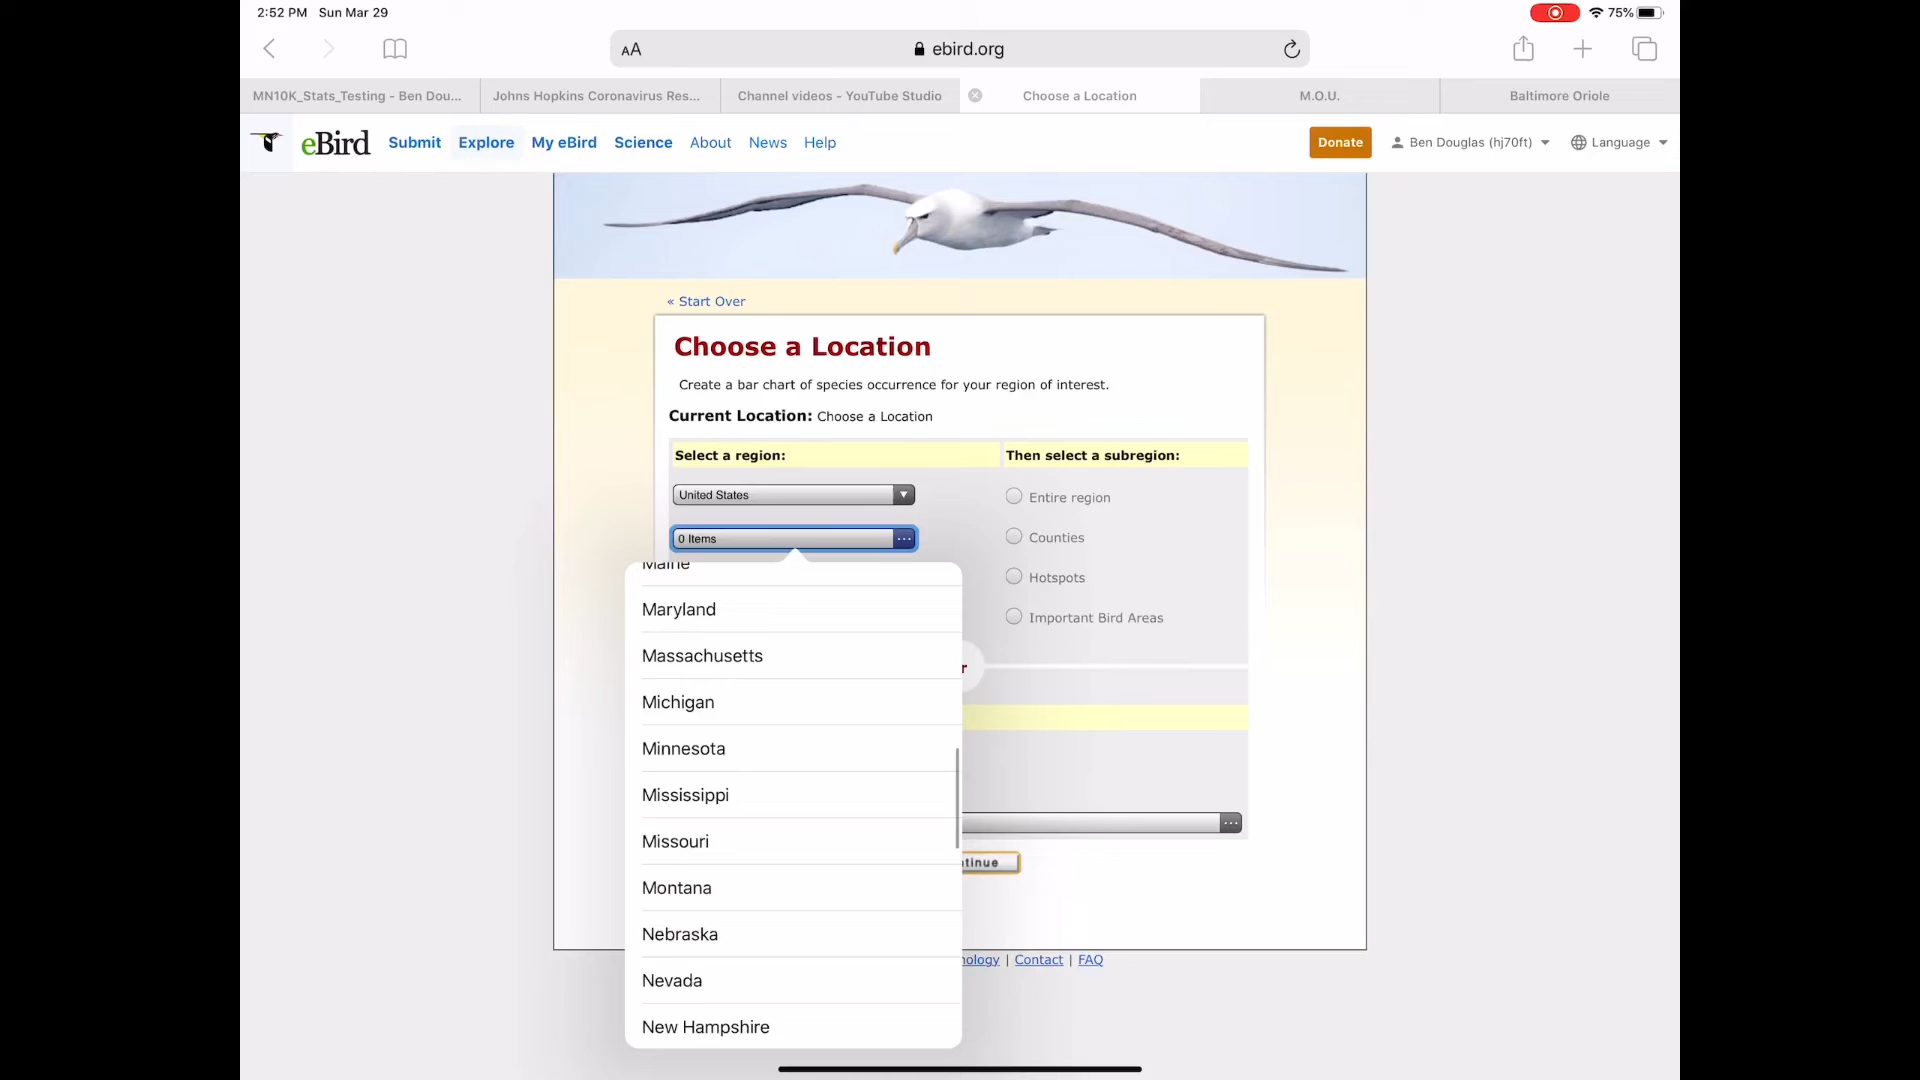 2:52 PM Sun Mar 29
75%
AA
ebird.org
MN10K_Stats_Testing - Ben Dou...
Johns Hopkins Coronavirus Res...
Channel videos - YouTube Studio
Choose a Location
M.O.U.
Baltimore Oriole
eBird
Submit
Explore
My eBird
Science
About
News
Help
Donate
Ben Douglas (hj70ft)
Language
« Start Over
Choose a Location
Create a bar chart of species occurrence for your region of interest.
Current Location: Choose a Location
Select a region:
Then select a subregion:
United States
Entire region
0 Items
Counties
Hotspots
Important Bird Areas
Maine
Maryland
Massachusetts
Michigan
Minnesota
Mississippi
Missouri
Montana
Nebraska
Nevada
New Hampshire
r
tinue
nology | Contact | FAQ